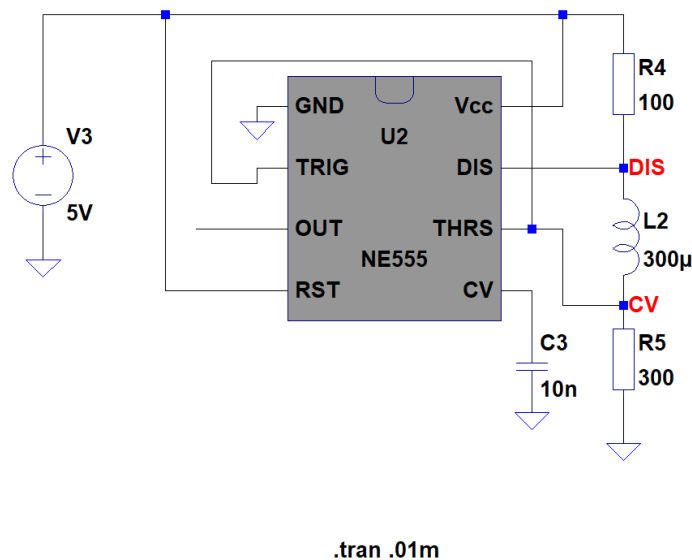 R4
100
GND
Vcc
V3
U2
TRIG
DIS
DIS
L2
5V
OUT
THRS
NE555
300µ
RST
CV
CV
C3
R5
10n
300
.tran .01m